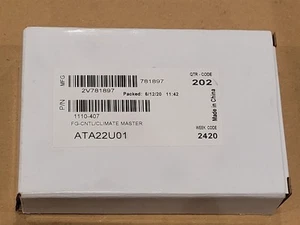 MFG
781897
QTR - CODE
202
2V781897
Packed: 6/12/20 11:42
P/N
1110-407
FG-CNTL/CLIMATE MASTER
ATA22U01
Made in China
WEEK CODE
2420